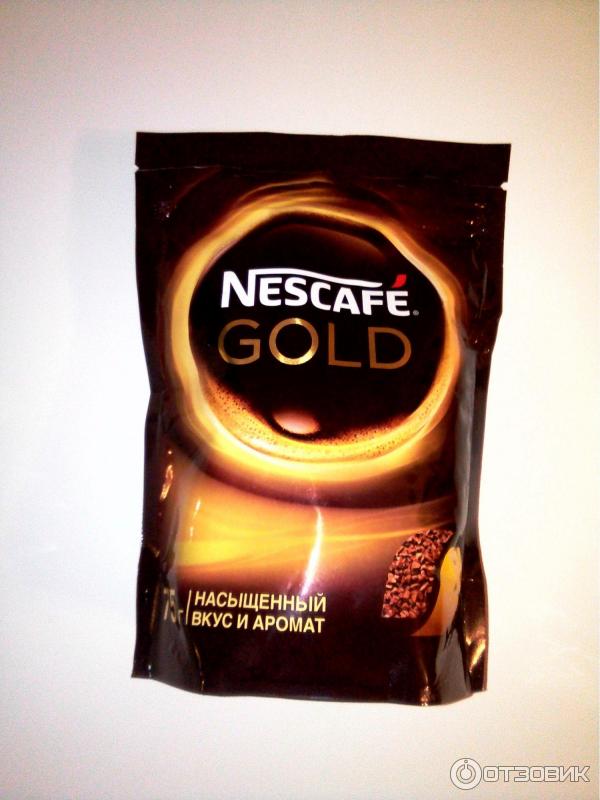 NESCAFÉ®
GOLD
75г
НАСЫЩЕННЫЙ
ВКУС И АРОМАТ
ОТЗОВИК